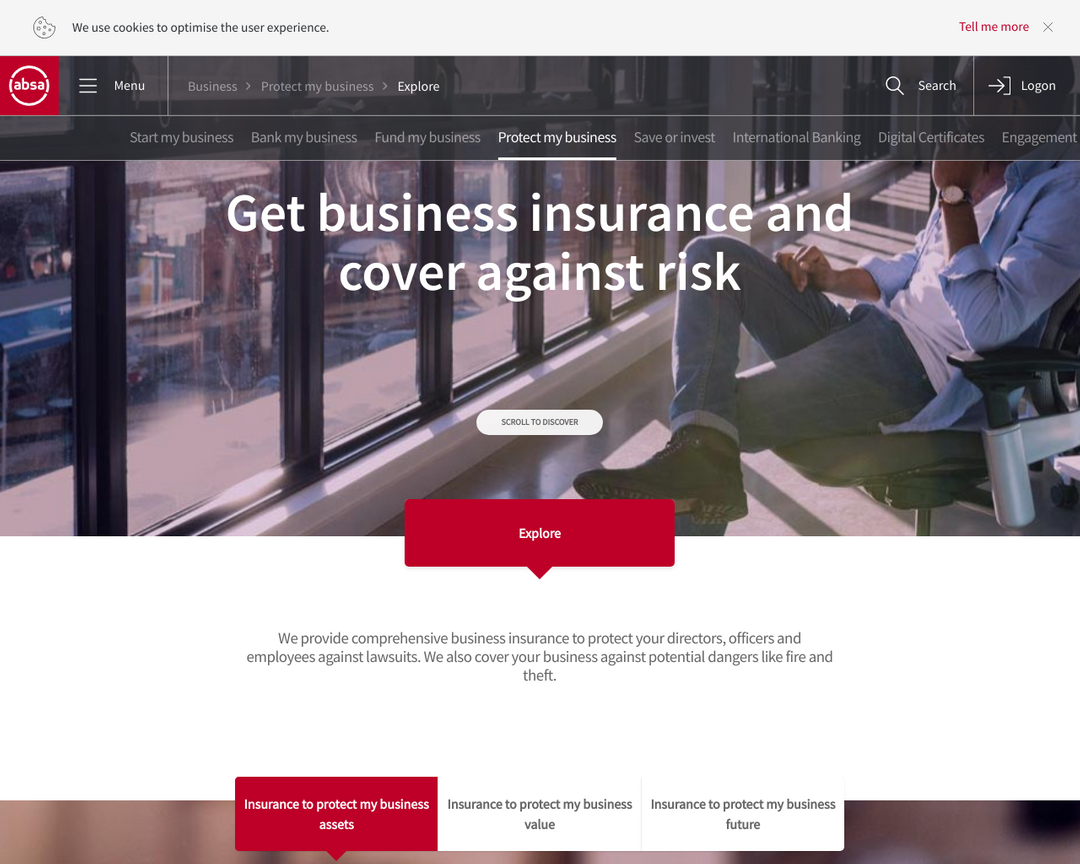 We use cookies to optimise the user experience.
Tell me more
absa
Menu
Business
Protect my business
Explore
Search
Logon
Start my business
Bank my business
Fund my business
Protect my business
Save or invest
International Banking
Digital Certificates
Engagement
Get business insurance and
cover against risk
SCROLL TO DISCOVER
Explore
We provide comprehensive business insurance to protect your directors, officers and
employees against lawsuits. We also cover your business against potential dangers like fire and
theft.
Insurance to protect my business
assets
Insurance to protect my business
value
Insurance to protect my business
future